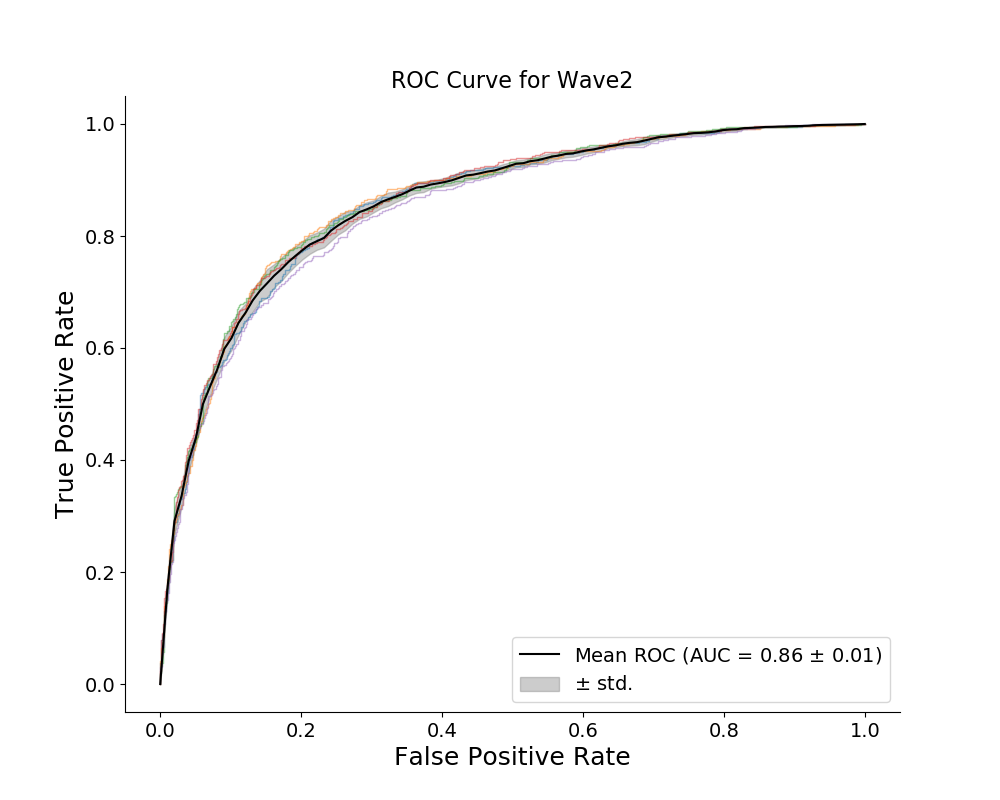 ROC Curve for Wave2
True Positive Rate
1.0
0.8
0.6
0.4
0.2
0.0
Mean ROC (AUC = 0.86 ± 0.01)
± std.
0.0 0.2 0.4 0.6 0.8 1.0
False Positive Rate